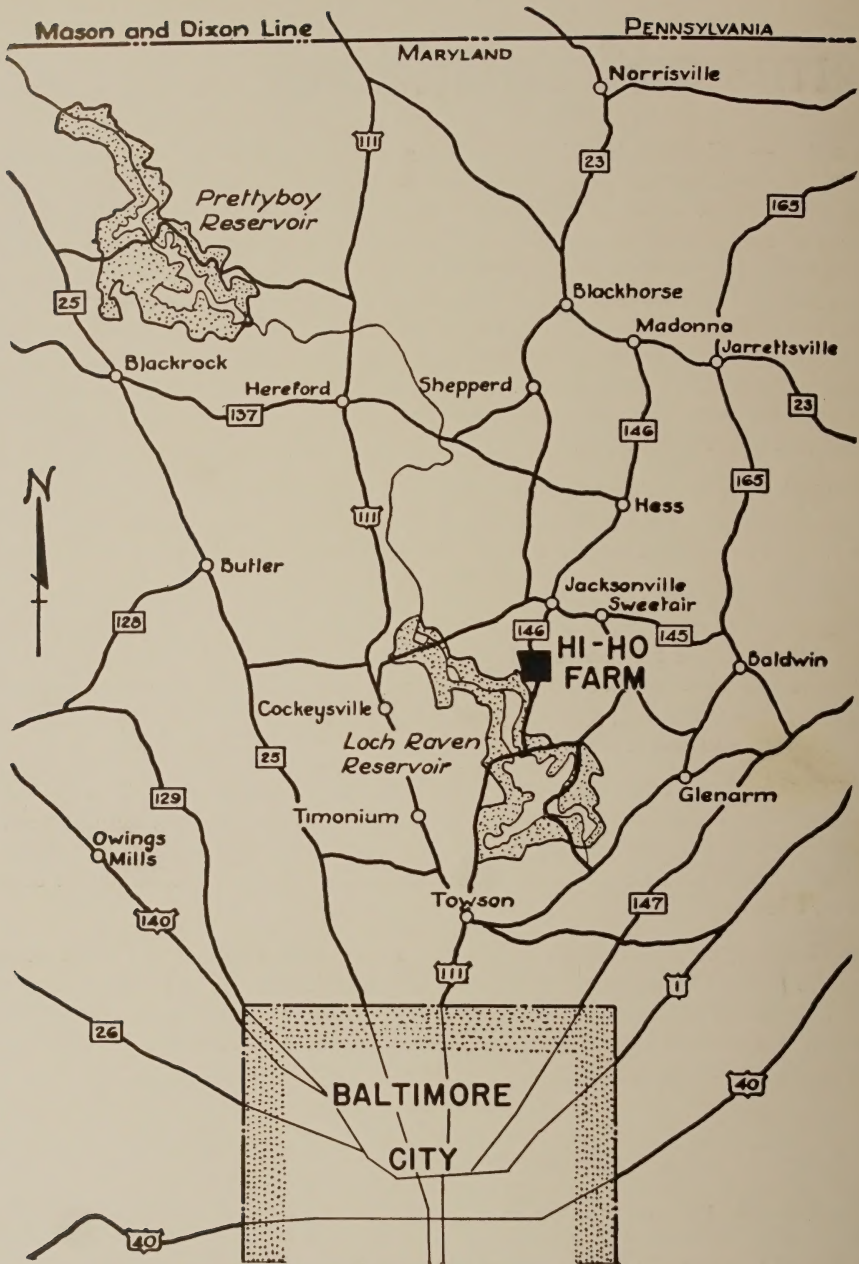 Mason and Dixon Line
PENNSYLVANIA
MARYLAND
Norrisville
111
23
165
Prettyboy
Reservoir
25
Blackhorse
Madonna
Jarrettsville
Blackrock
Hereford
Shepperd
137
23
146
N
165
111
Hess
Butler
Jacksonville
Sweetair
128
146
145
HI-HO
FARM
Baldwin
Cockeysville
Loch Raven
Reservoir
25
129
Glenarm
Timonium
Owings
Mills
140
Towson
147
111
1
26
40
BALTIMORE
CITY
40